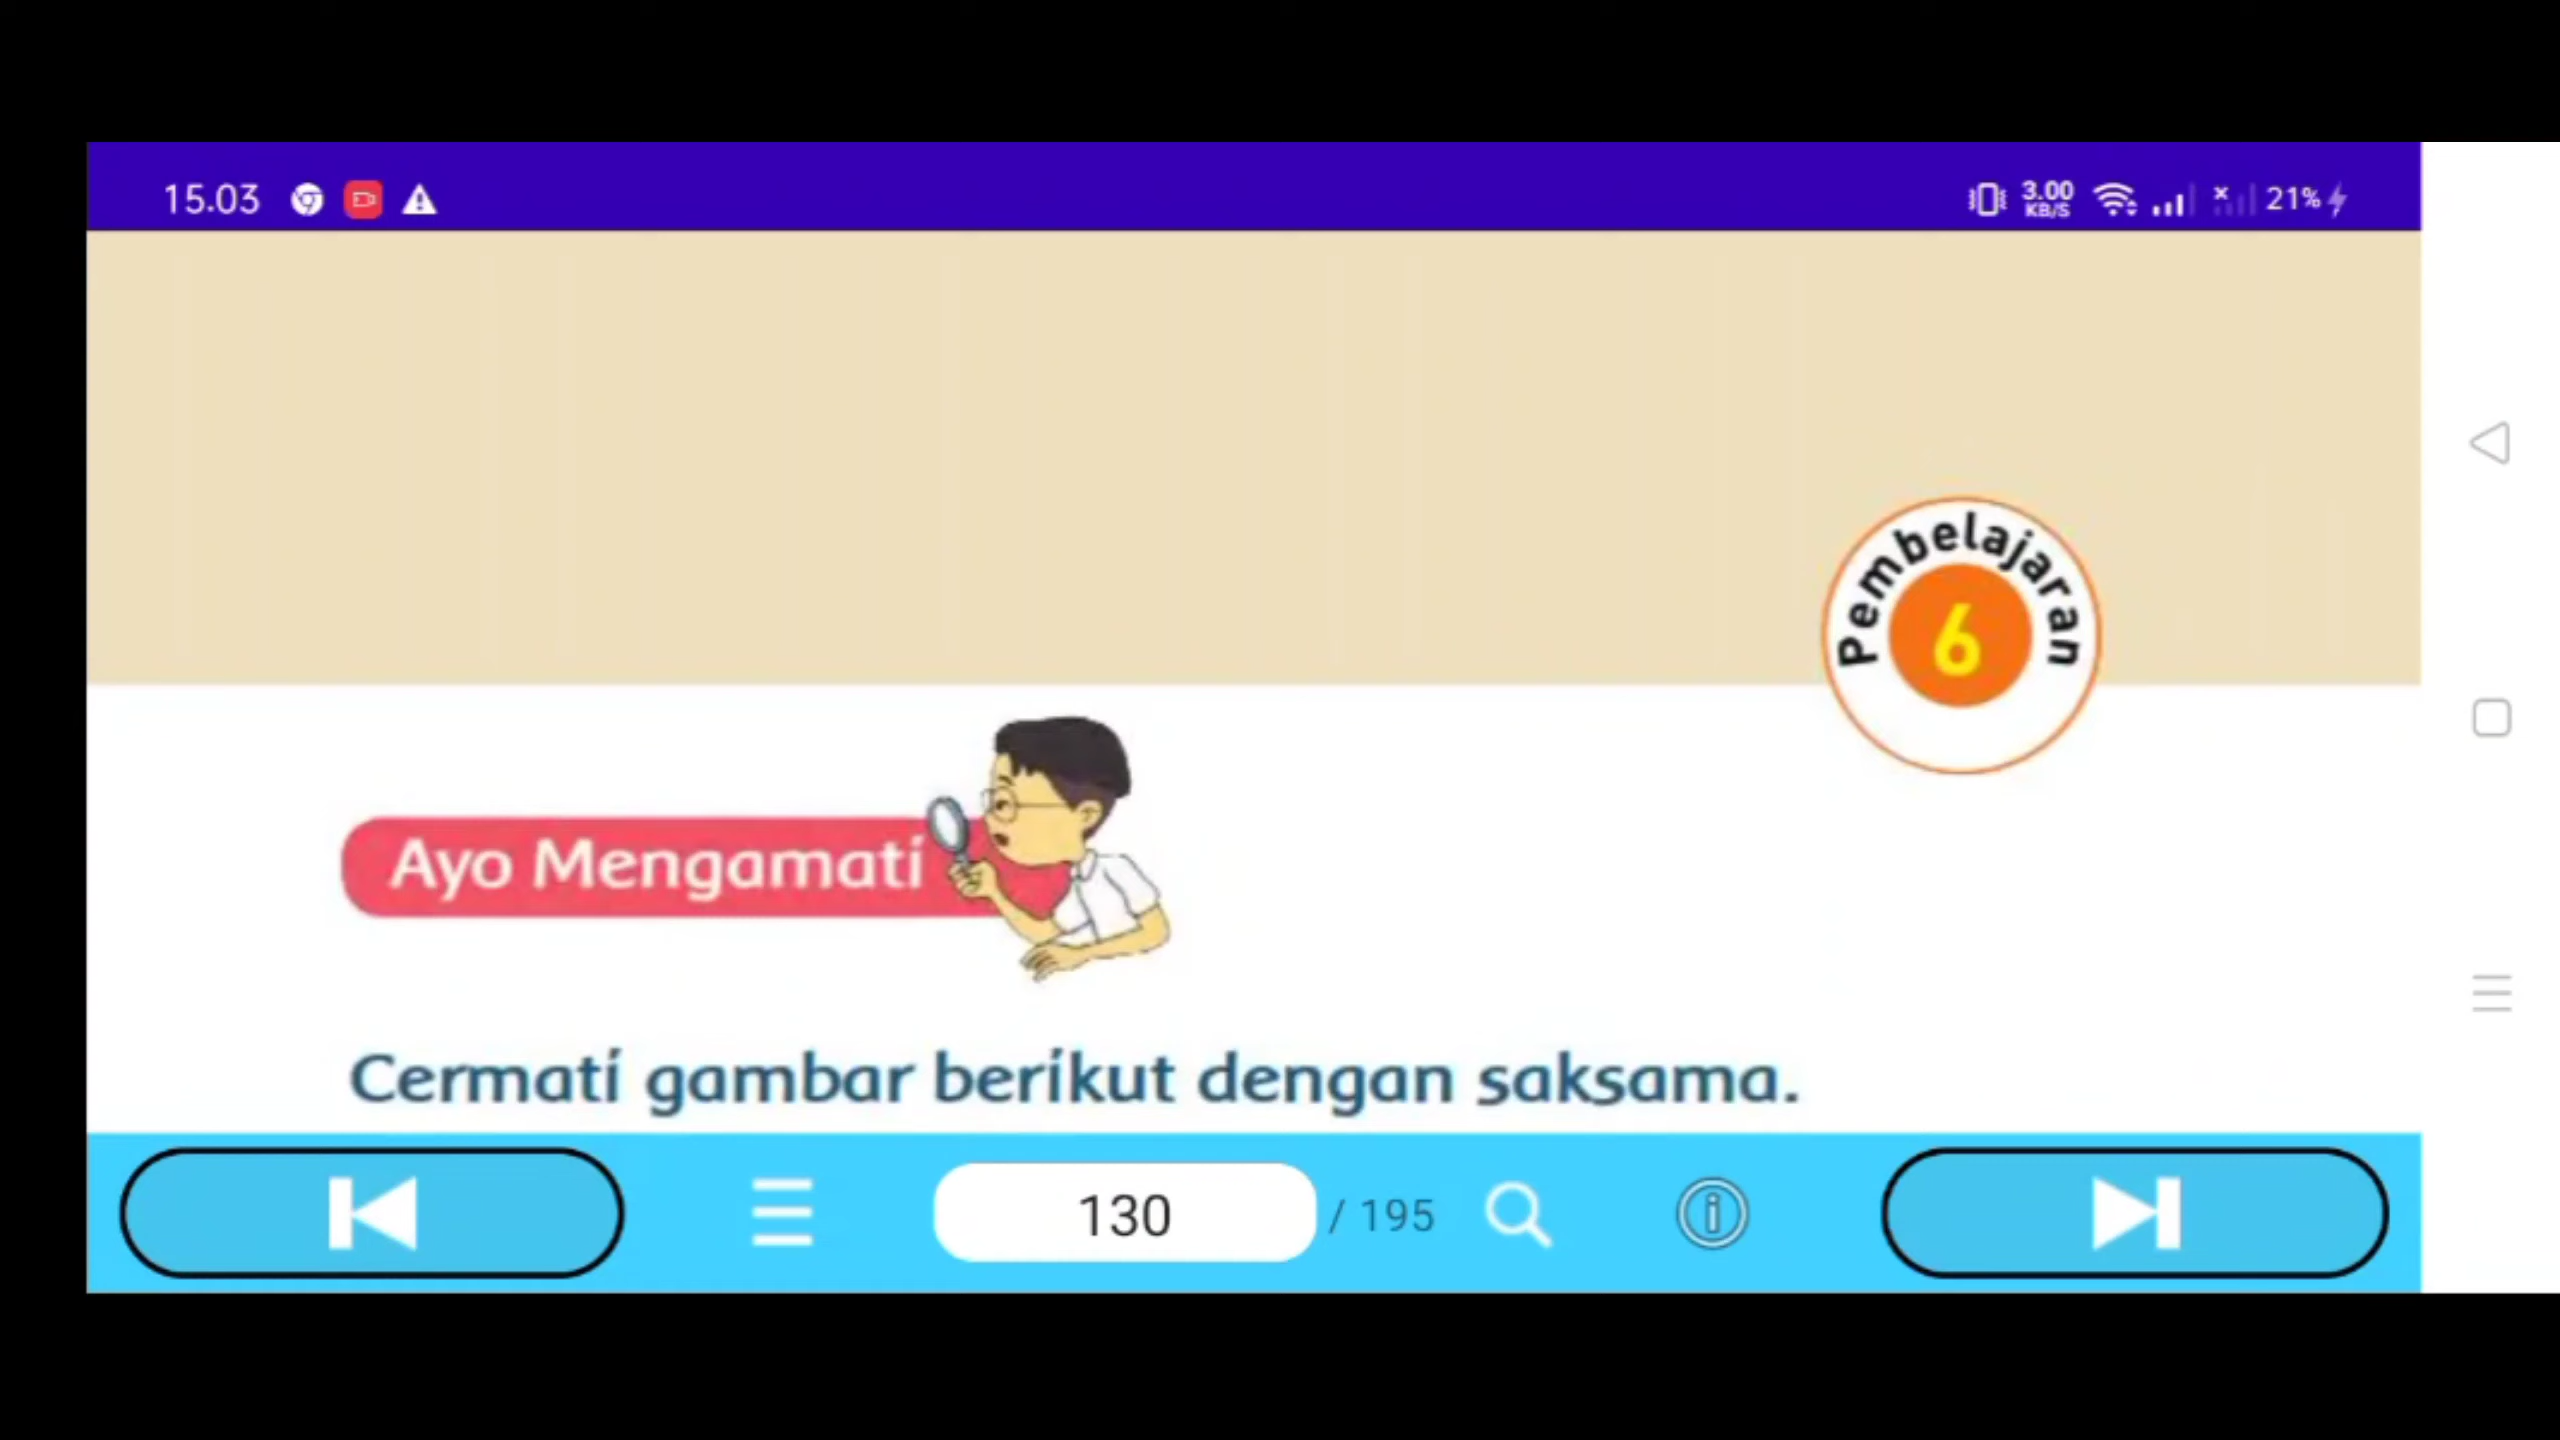 15.03
3.00
KB/S
21%
Pembelajaran
6
Ayo Mengamati
Cermati gambar berikut dengan saksama.
130 / 195